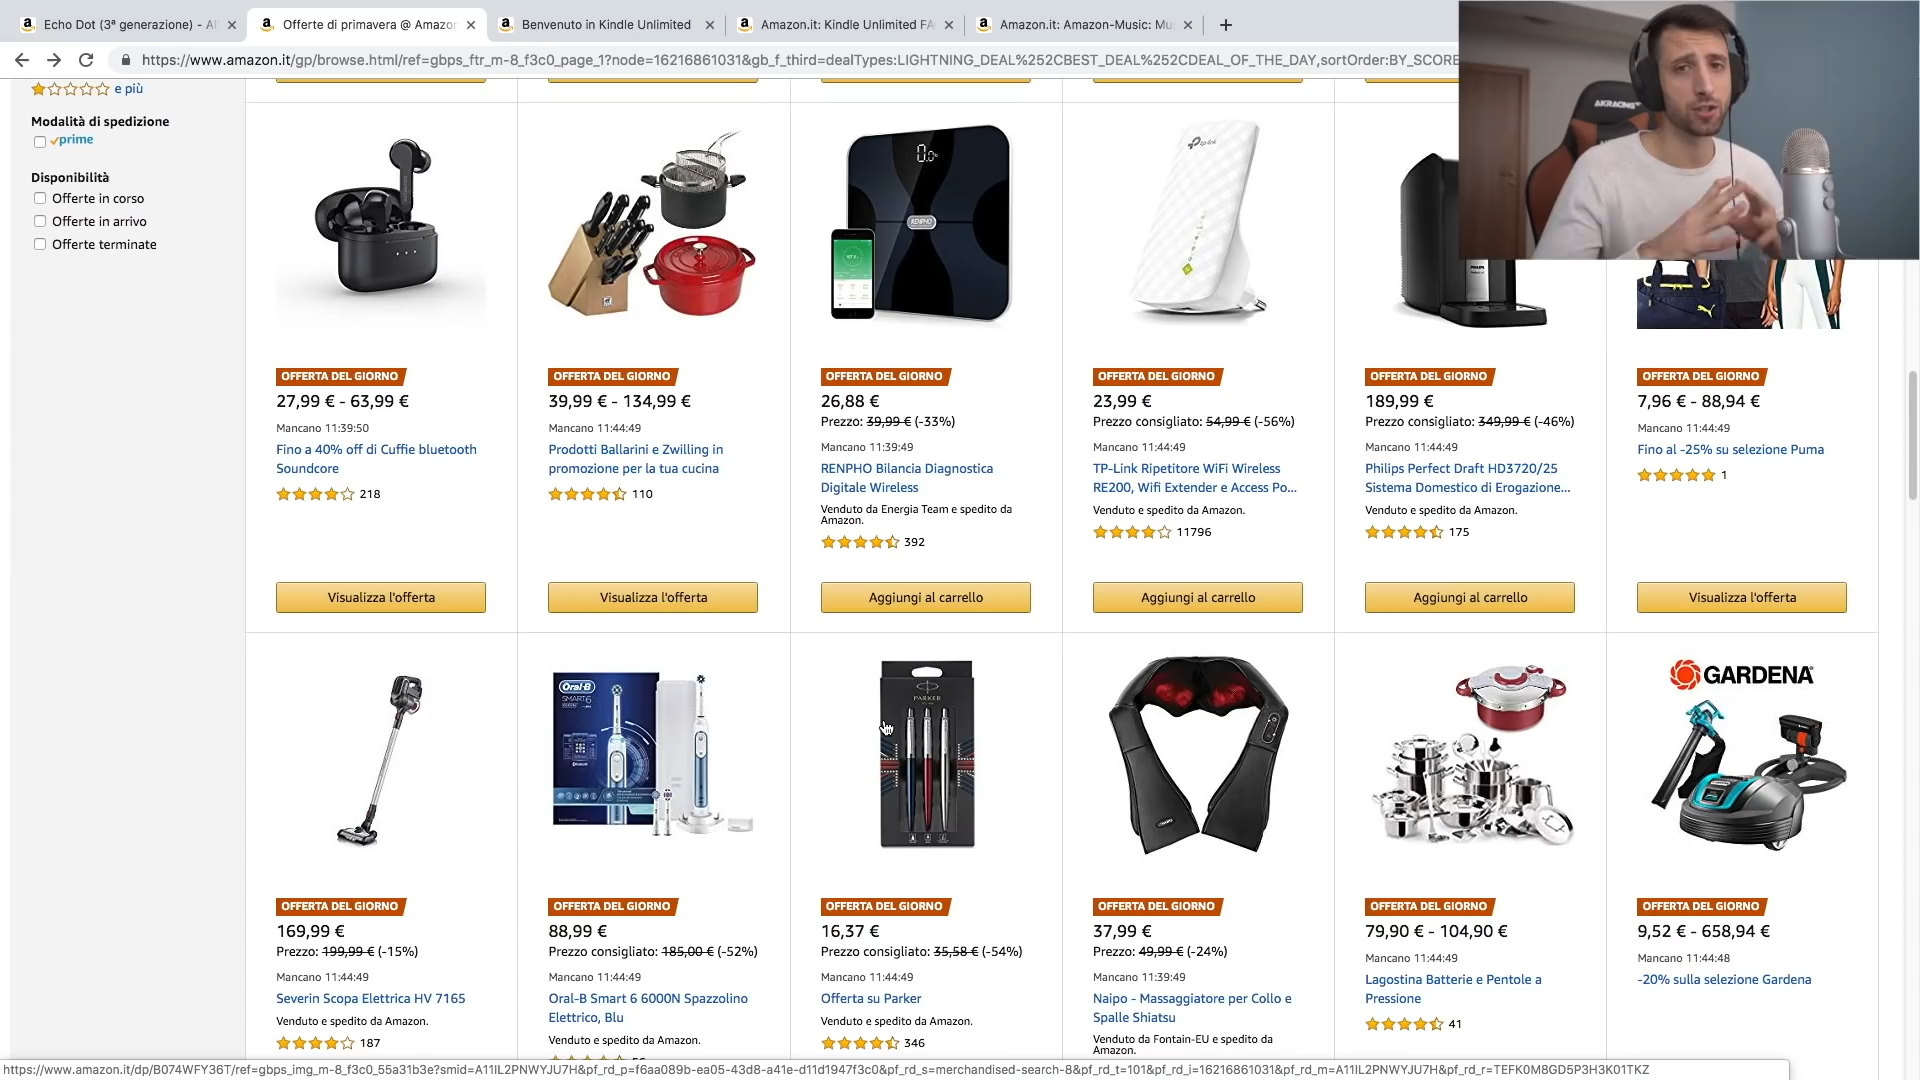 Echo Dot (3ª generazione) - Al
Offerte di primavera @ Amazon
Benvenuto in Kindle Unlimited
Amazon.it: Kindle Unlimited FA
Amazon.it: Amazon-Music: Mu
https://www.amazon.it/gp/browse.html/ref=gbps_ftr_m-8_f3c0_page_1?node=16216861031&gb_f_third=dealTypes:LIGHTNING_DEAL%252CBEST_DEAL%252CDEAL_OF_THE_DAY,sortOrder:BY_SCORE
e più
Modalità di spedizione
prime
Disponibilità
Offerte in corso
Offerte in arrivo
Offerte terminate
AKRACING
RENPHO
tp-link
PHILIPS
OFFERTA DEL GIORNO
27,99 € - 63,99 €
Mancano 11:39:50
Fino a 40% off di Cuffie bluetooth
Soundcore
218
Visualizza l'offerta
OFFERTA DEL GIORNO
39,99 € - 134,99 €
Mancano 11:44:49
Prodotti Ballarini e Zwilling in
promozione per la tua cucina
110
Visualizza l'offerta
OFFERTA DEL GIORNO
26,88 €
Prezzo: 39,99 € (-33%)
Mancano 11:39:49
RENPHO Bilancia Diagnostica
Digitale Wireless
Venduto da Energia Team e spedito da
Amazon.
392
Aggiungi al carrello
OFFERTA DEL GIORNO
23,99 €
Prezzo consigliato: 54,99 € (-56%)
Mancano 11:44:49
TP-Link Ripetitore WiFi Wireless
RE200, Wifi Extender e Access Po...
Venduto e spedito da Amazon.
11796
Aggiungi al carrello
OFFERTA DEL GIORNO
189,99 €
Prezzo consigliato: 349,99 € (-46%)
Mancano 11:44:49
Philips Perfect Draft HD3720/25
Sistema Domestico di Erogazione...
Venduto e spedito da Amazon.
175
Aggiungi al carrello
OFFERTA DEL GIORNO
7,96 € - 88,94 €
Mancano 11:44:49
Fino al -25% su selezione Puma
1
Visualizza l'offerta
Oral-B
SMART 6
PARKER
GARDENA
OFFERTA DEL GIORNO
169,99 €
Prezzo: 199,99 € (-15%)
Mancano 11:44:49
Severin Scopa Elettrica HV 7165
Venduto e spedito da Amazon.
187
OFFERTA DEL GIORNO
88,99 €
Prezzo consigliato: 185,00 € (-52%)
Mancano 11:44:49
Oral-B Smart 6 6000N Spazzolino
Elettrico, Blu
Venduto e spedito da Amazon.
OFFERTA DEL GIORNO
16,37 €
Prezzo consigliato: 35,58 € (-54%)
Mancano 11:44:49
Offerta su Parker
Venduto e spedito da Amazon.
346
OFFERTA DEL GIORNO
37,99 €
Prezzo: 49,99 € (-24%)
Mancano 11:39:49
Naipo - Massaggiatore per Collo e
Spalle Shiatsu
Venduto da Fontain-EU e spedito da
Amazon.
OFFERTA DEL GIORNO
79,90 € - 104,90 €
Mancano 11:44:49
Lagostina Batterie e Pentole a
Pressione
41
OFFERTA DEL GIORNO
9,52 € - 658,94 €
Mancano 11:44:48
-20% sulla selezione Gardena
https://www.amazon.it/dp/B074WFY36T/ref=gbps_img_m-8_f3c0_55a31b3e?smid=A11IL2PNWYJU7H&pf_rd_p=f6aa089b-ea05-43d8-a41e-d11d1947f3c0&pf_rd_s=merchandised-search-8&pf_rd_t=101&pf_rd_i=16216861031&pf_rd_m=A11IL2PNWYJU7H&pf_rd_r=TEFK0M8GD5P3H3K01TKZ